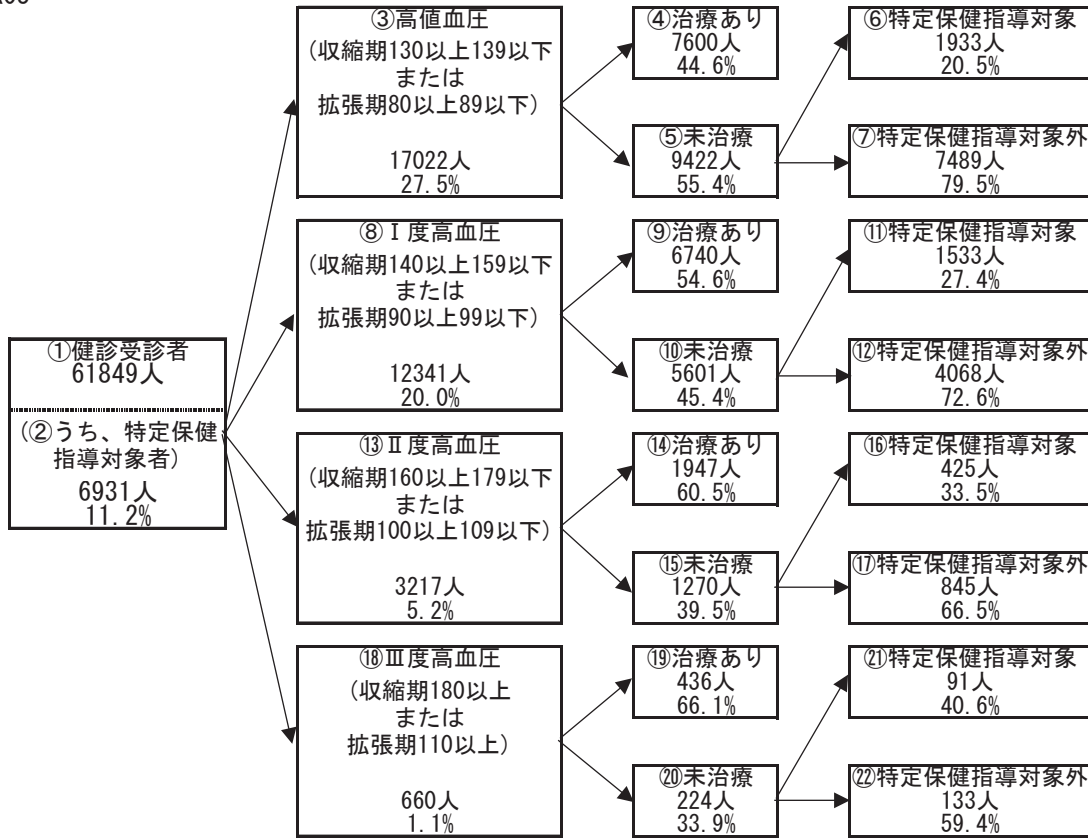 ①健診受診者
61849人
(②うち、特定保健
指導対象者)
6931人
11.2%
③高値血圧
(収縮期130以上139以下
または
拡張期80以上89以下)
17022人
27.5%
④治療あり
7600人
44.6%
⑤未治療
9422人
55.4%
⑥特定保健指導対象
1933人
20.5%
⑦特定保健指導対象外
7489人
79.5%
⑧Ⅰ度高血圧
(収縮期140以上159以下
または
拡張期90以上99以下)
12341人
20.0%
⑨治療あり
6740人
54.6%
⑩未治療
5601人
45.4%
⑪特定保健指導対象
1533人
27.4%
⑫特定保健指導対象外
4068人
72.6%
⑬Ⅱ度高血圧
(収縮期160以上179以下
または
拡張期100以上109以下)
3217人
5.2%
⑭治療あり
1947人
60.5%
⑮未治療
1270人
39.5%
⑯特定保健指導対象
425人
33.5%
⑰特定保健指導対象外
845人
66.5%
⑱Ⅲ度高血圧
(収縮期180以上
または
拡張期110以上)
660人
1.1%
⑲治療あり
436人
66.1%
⑳未治療
224人
33.9%
㉑特定保健指導対象
91人
40.6%
㉒特定保健指導対象外
133人
59.4%